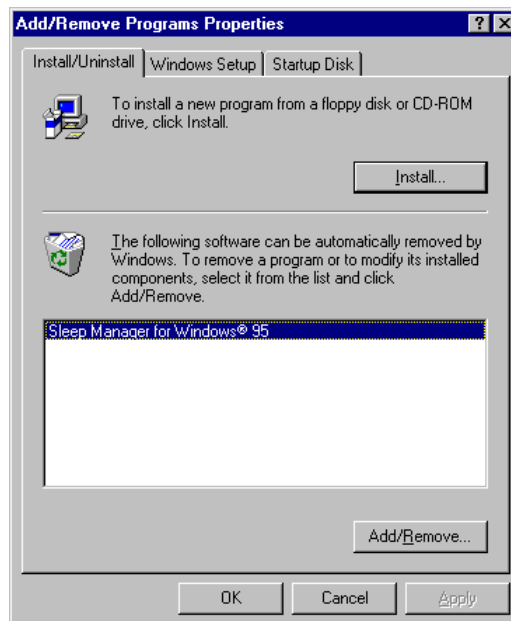 Add/Remove Programs Properties
Install/Uninstall
Windows Setup
Startup Disk
To install a new program from a floppy disk or CD-ROM
drive, click Install.
Install...
The following software can be automatically removed by
Windows. To remove a program or to modify its installed
components, select it from the list and click
Add/Remove.
Sleep Manager for Windows® 95
Add/Remove...
OK
Cancel
Apply